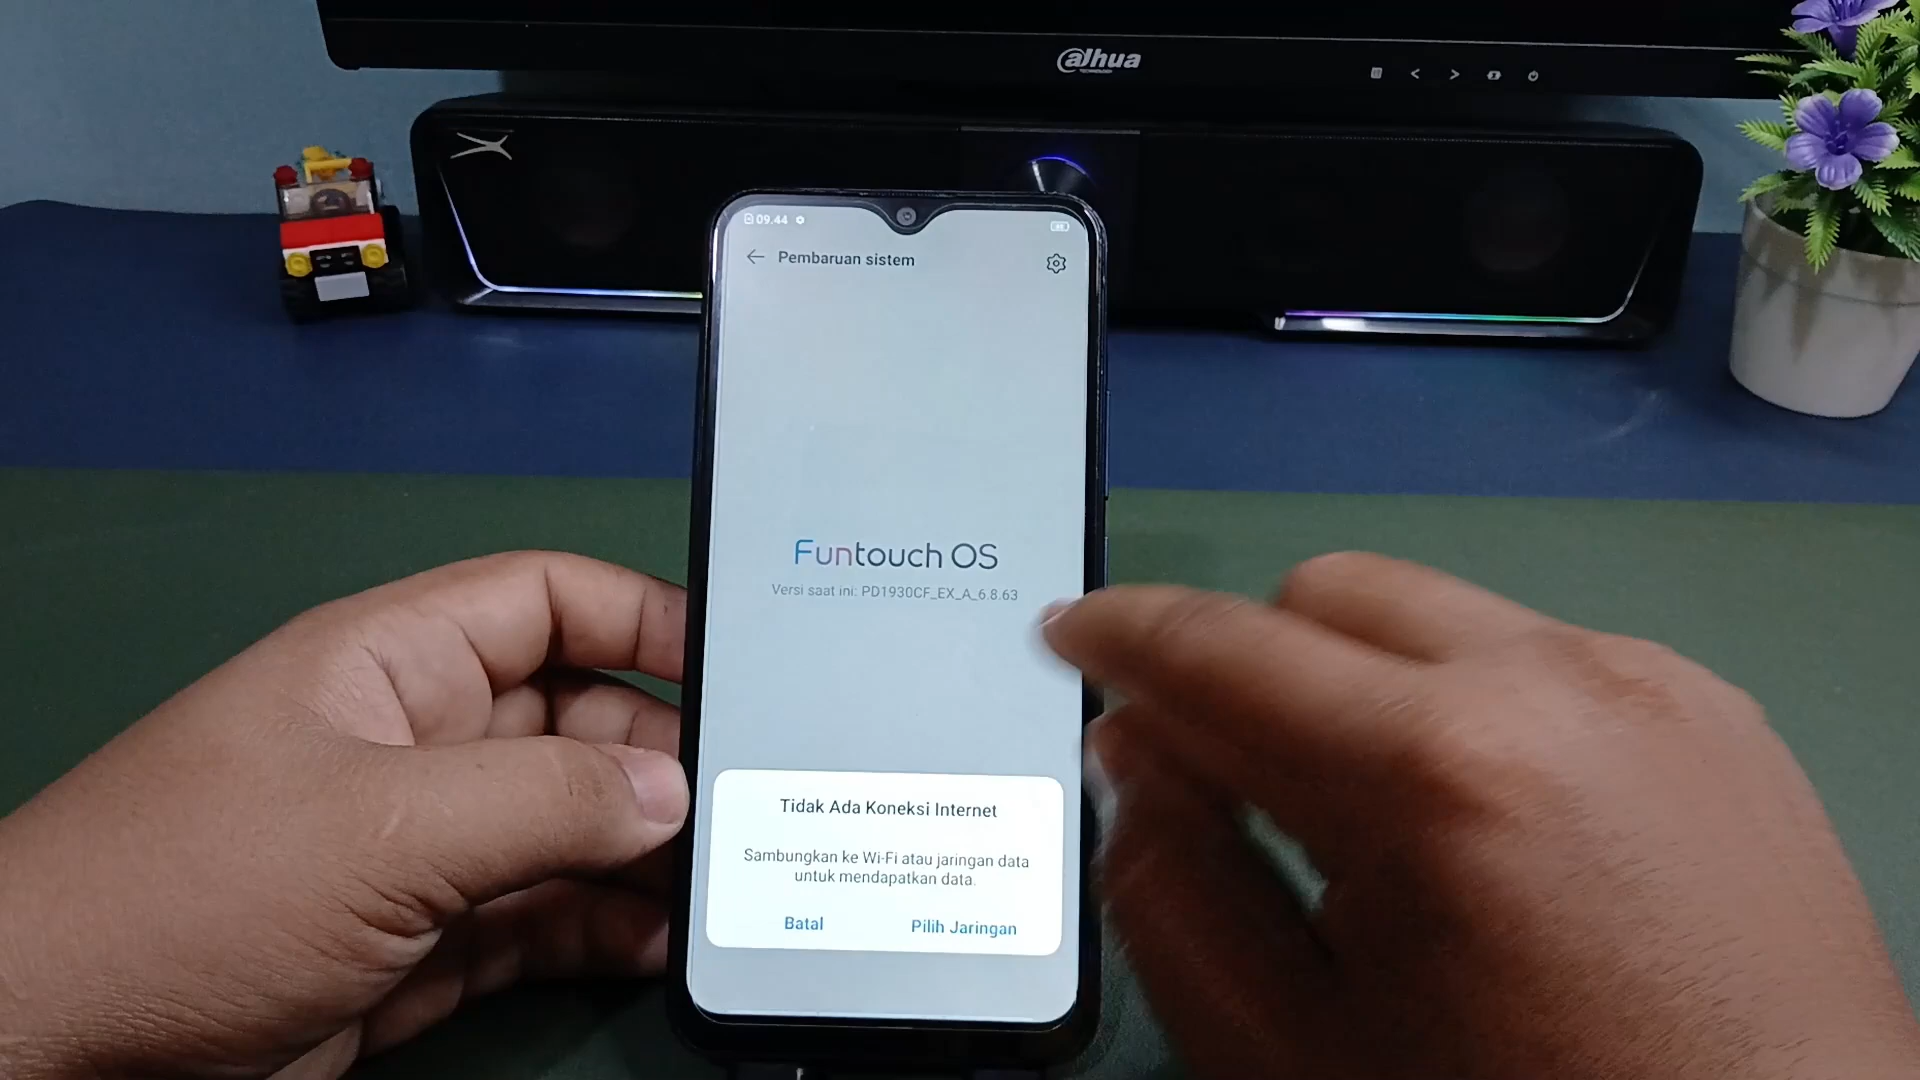 alhua
TECHNOLOGY
09.44
Pembaruan sistem
Funtouch OS
Versi saat ini: PD1930CF_EX_A_6.8.63
Tidak Ada Koneksi Internet
Sambungkan ke Wi-Fi atau jaringan data
untuk mendapatkan data.
Batal
Pilih Jaringan